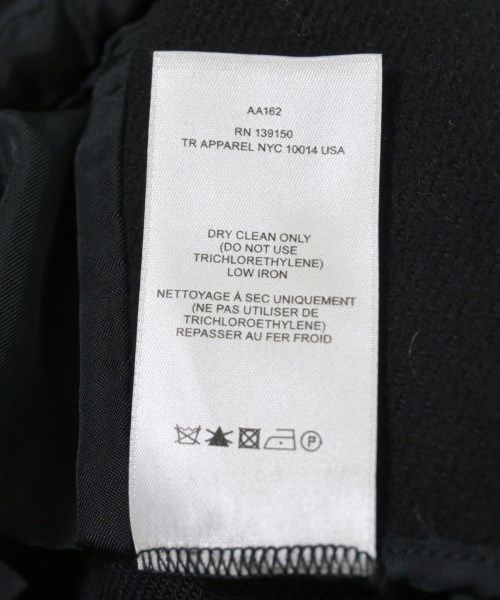 AA162
RN 139150
TR APPAREL NYC 10014 USA
DRY CLEAN ONLY
(DO NOT USE
TRICHLORETHYLENE)
LOW IRON
NETTOYAGE À SEC UNIQUEMENT
(NE PAS UTILISER DE
TRICHLOROETHYLENE)
REPASSER AU FER FROID
P